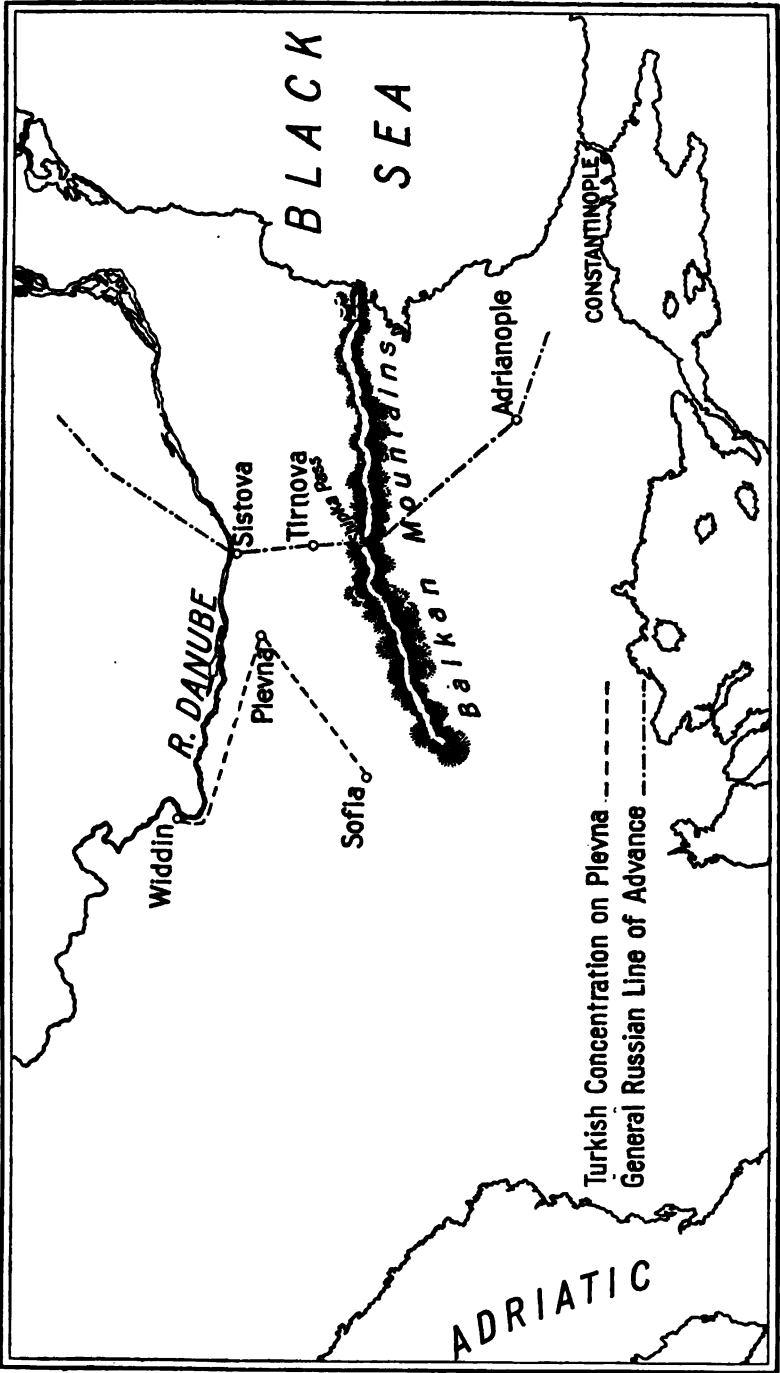 BLACK
SEA
R. DANUBE
Widdin
Sistova
Plevna
Tirnova
Shipka Pass
Sofia
Balkan Mountains
Adrianople
CONSTANTINOPLE
Turkish Concentration on Plevna
General Russian Line of Advance
ADRIATIC